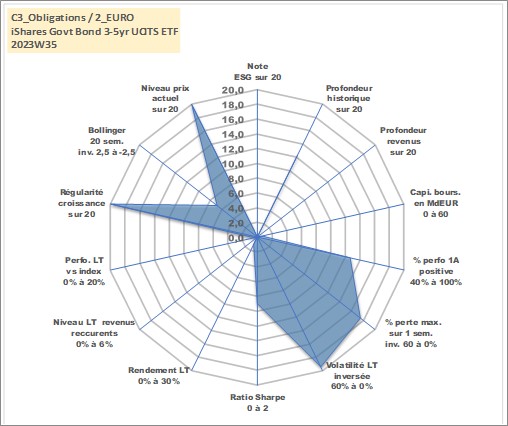 C3_Obligations / 2_EURO
iShares Govt Bond 3-5yr UCITS ETF
2023W35
Note
ESG sur 20
Profondeur
historique
sur 20
Profondeur
revenus
sur 20
Capi. bours.
en MdEUR
0 à 60
% perfo 1A
positive
40% à 100%
% perte max.
sur 1 sem.
inv. 60 à 0%
Volatilité LT
inversée
60% à 0%
Ratio Sharpe
0 à 2
Rendement LT
0% à 30%
Niveau LT revenus
reccurents
0% à 6%
Perfo. LT
vs index
0% à 20%
Régularité
croissance
sur 20
Bollinger
20 sem.
inv. 2,5 à -2,5
Niveau prix
actuel
sur 20
20,0
18,0
16,0
14,0
12,0
10,0
8,0
6,0
4,0
2,0
0,0